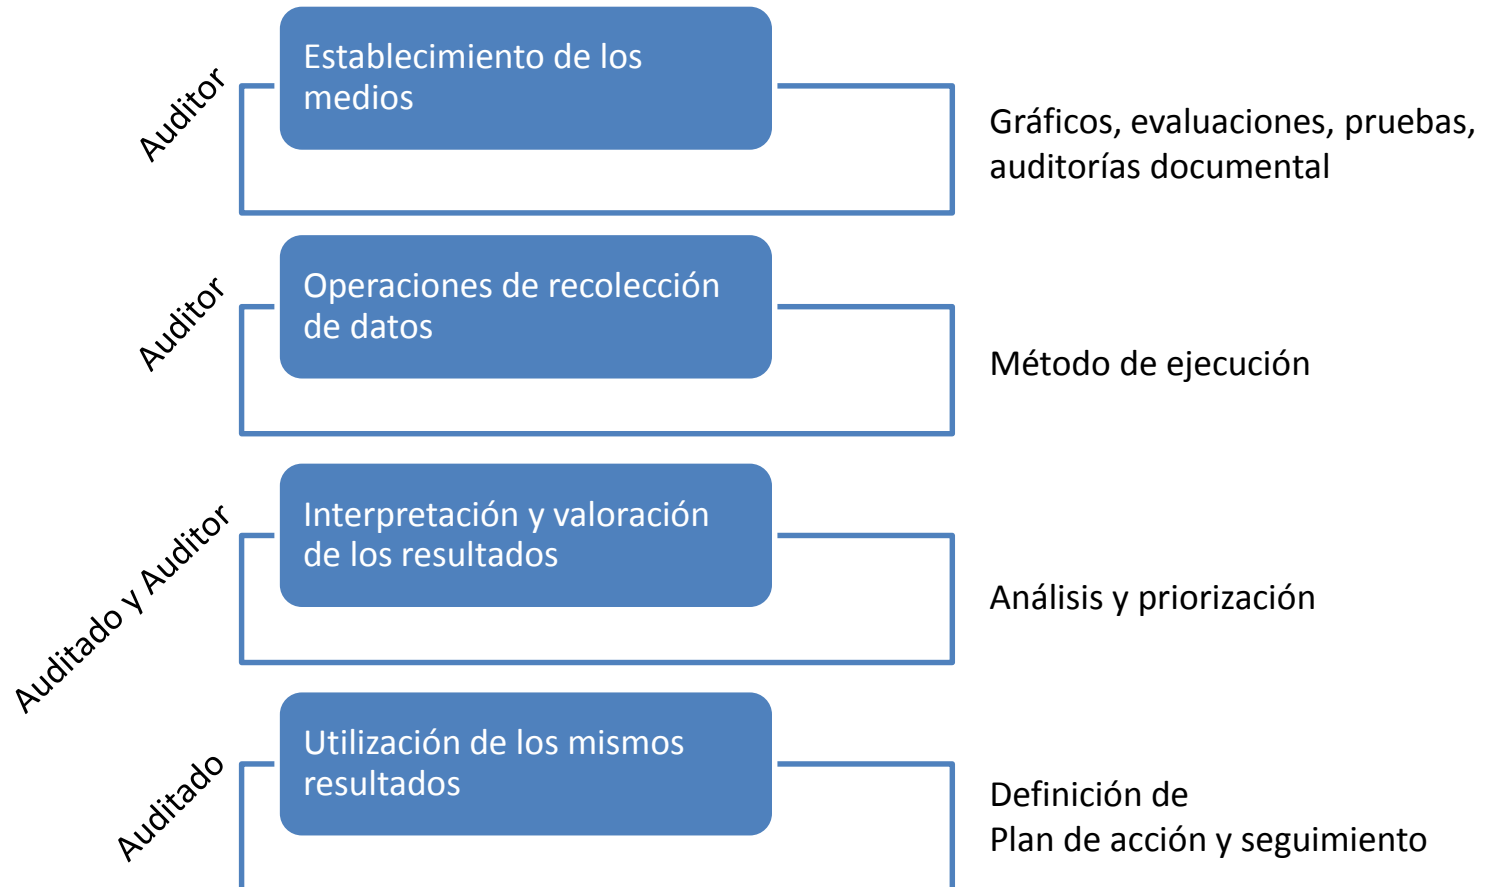 Auditor
Establecimiento de los
medios
Gráficos, evaluaciones, pruebas,
auditorías documental
Auditor
Operaciones de recolección
de datos
Método de ejecución
Auditado y Auditor
Interpretación y valoración
de los resultados
Análisis y priorización
Auditado
Utilización de los mismos
resultados
Definición de
Plan de acción y seguimiento